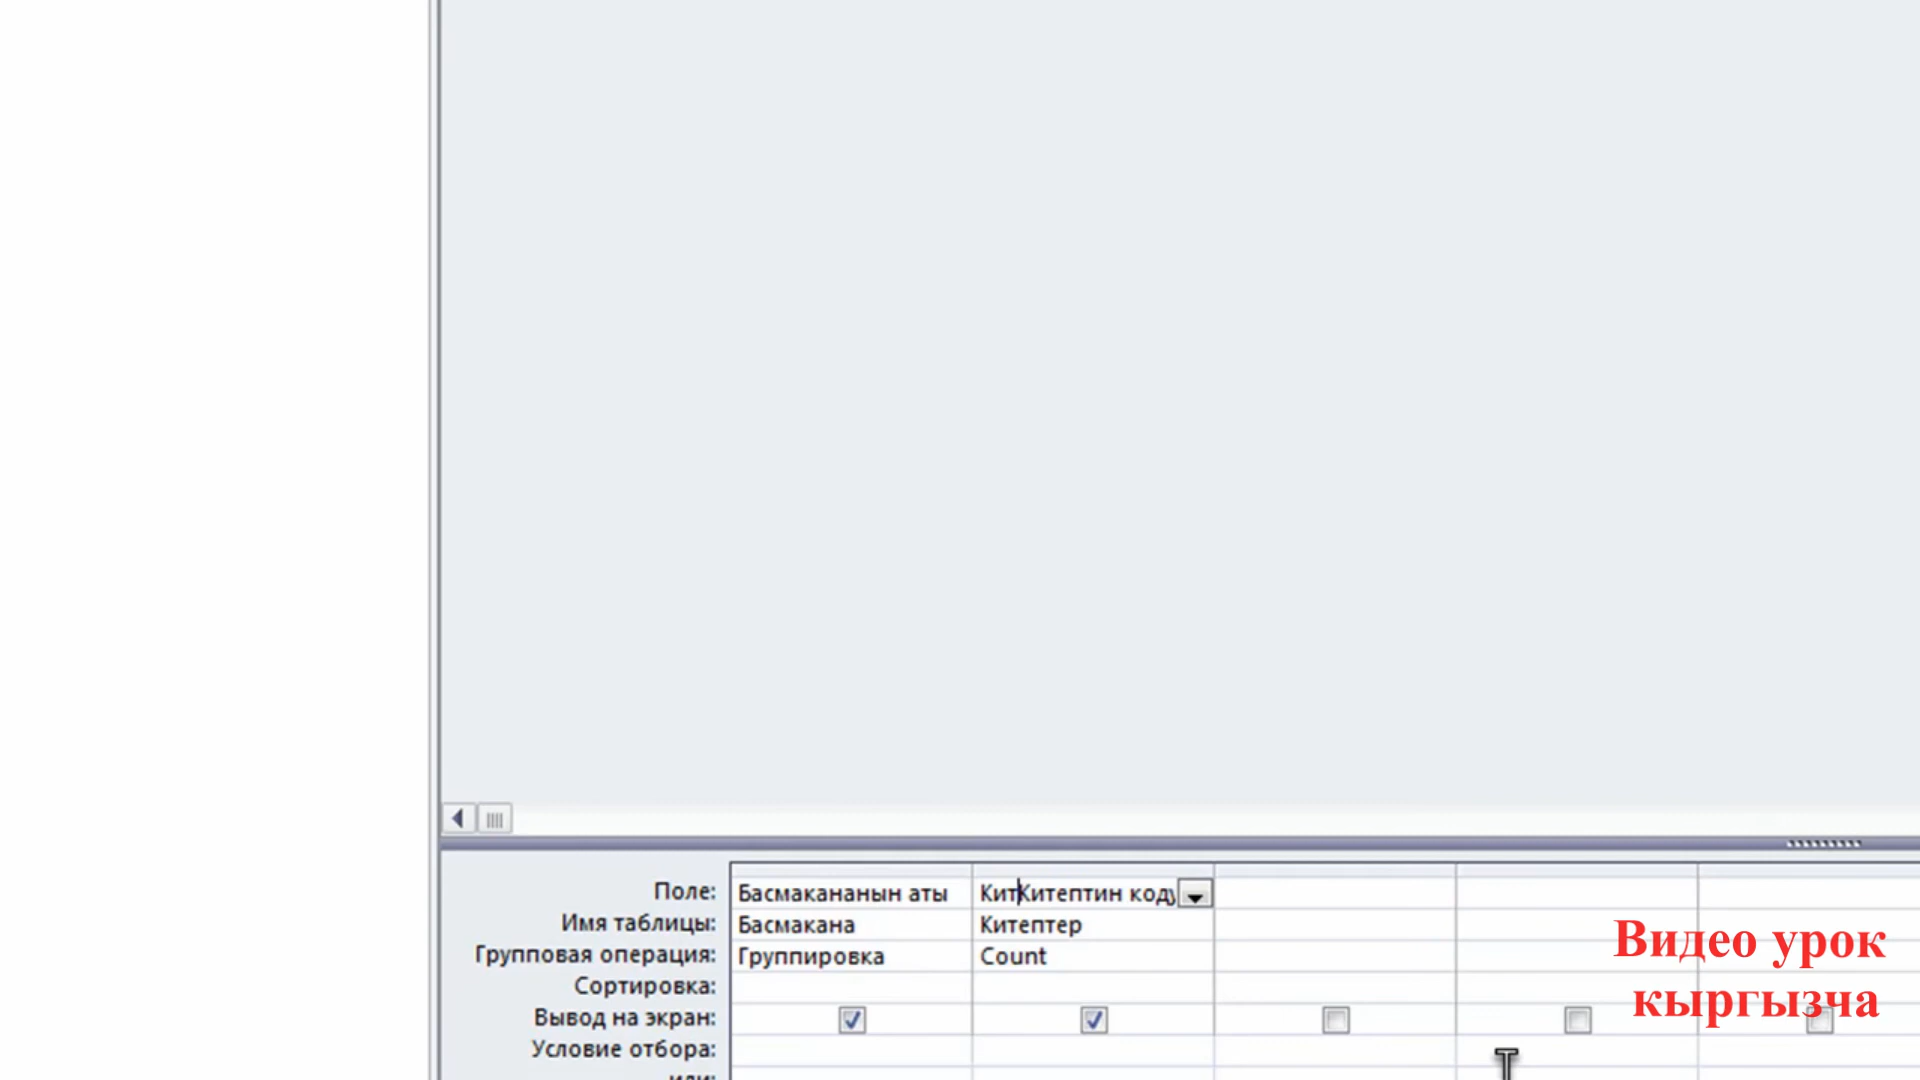 Поле: Басмакананын аты КитКитептин коду
Имя таблицы: Басмакана Китептер
Групповая операция: Группировка Count
Сортировка:
Вывод на экран:
Условие отбора:
или:
Видео урок
кыргызча